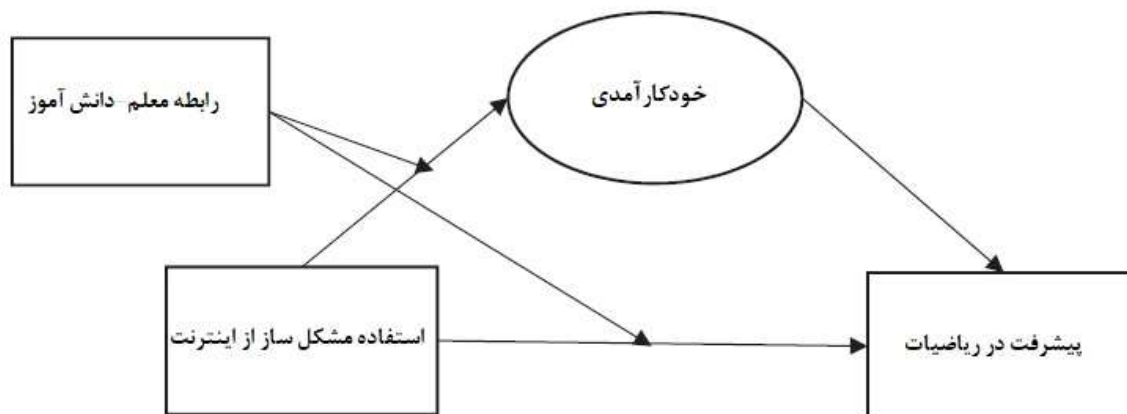 رابطه معلم-دانش آموز
خودکارآمدی
استفاده مشکل ساز از اینترنت
پیشرفت در ریاضیات